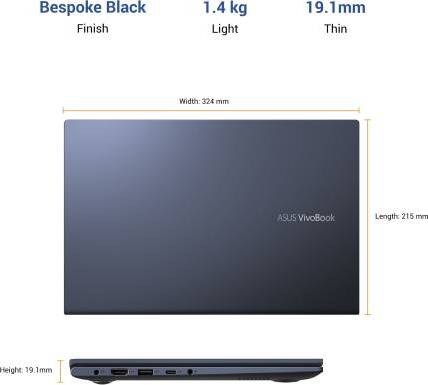 Bespoke Black 1.4 kg 19.1mm
Finish Light Thin
Width: 324 mm
ASUS VivoBook
Length: 215 mm
Height: 19.1mm